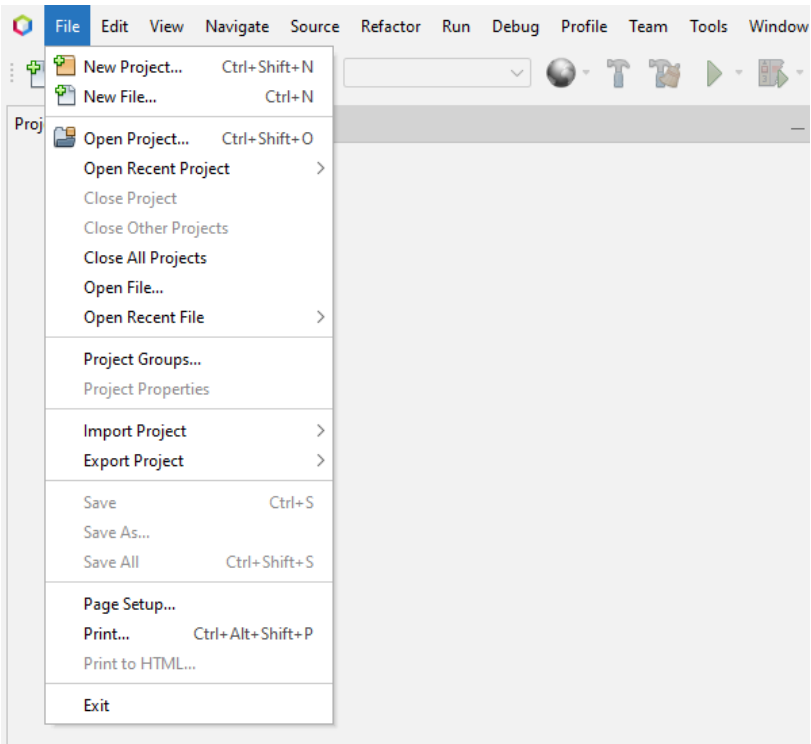 File Edit View Navigate Source Refactor Run Debug Profile Team Tools Window
New Project... Ctrl+Shift+N
New File... Ctrl+N
Proj
Open Project... Ctrl+Shift+O
Open Recent Project
Close Project
Close Other Projects
Close All Projects
Open File...
Open Recent File
Project Groups...
Project Properties
Import Project
Export Project
Save Ctrl+S
Save As...
Save All Ctrl+Shift+S
Page Setup...
Print... Ctrl+Alt+Shift+P
Print to HTML...
Exit